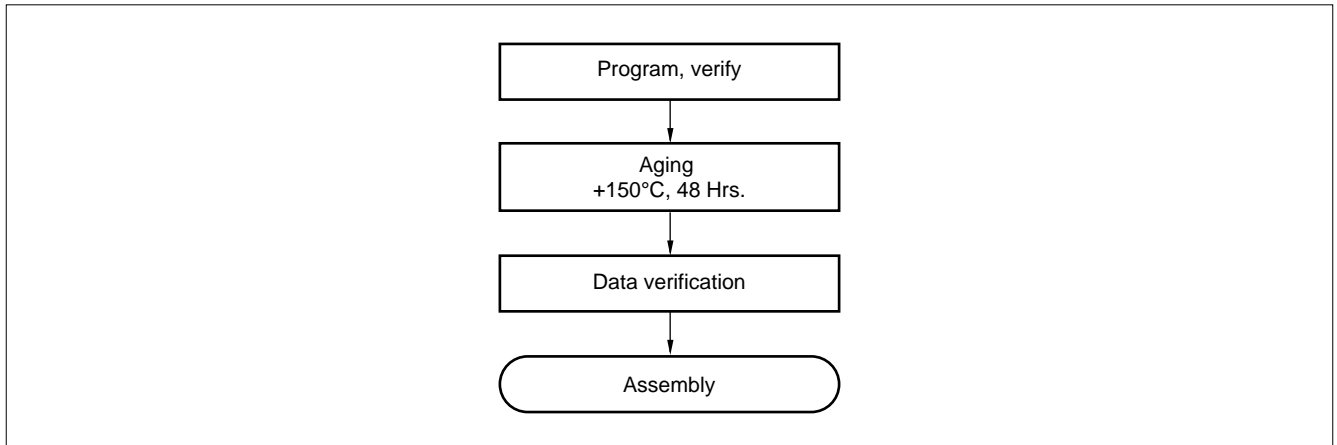 Program, verify
Aging
+150°C, 48 Hrs.
Data verification
Assembly